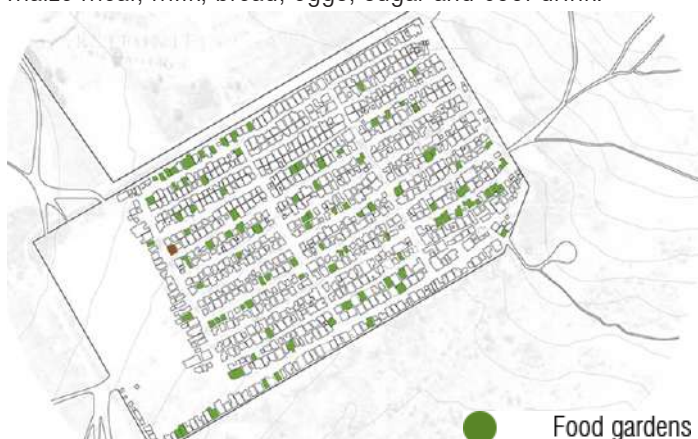 maize meal, milk, bread, eggs, sugar and cool drink.
Food gardens